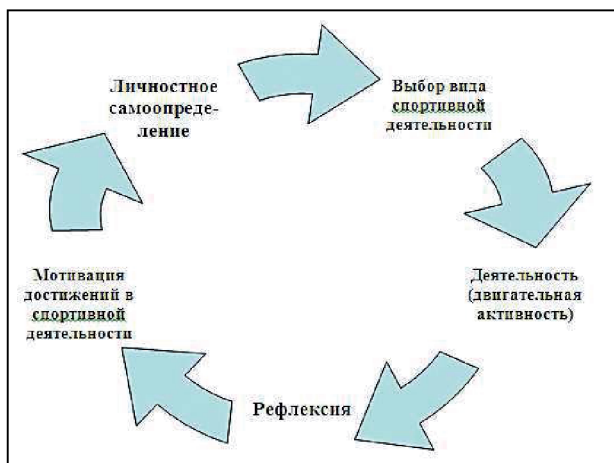 Личностное
самоопреде-
ление
Выбор вида
спортивной
деятельности
Деятельность
(двигательная
активность)
Рефлексия
Мотивация
достижений в
спортивной
деятельности